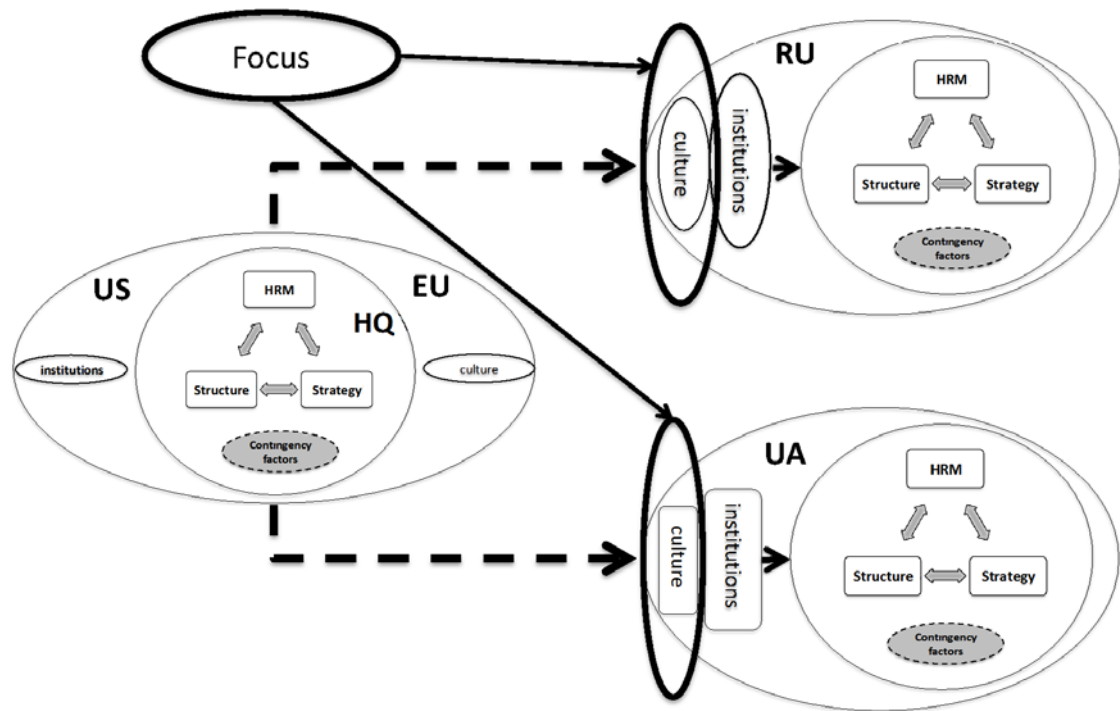 Focus
RU
HRM
culture
institutions
Structure
Strategy
Contingency
factors
US
EU
HRM
HQ
institutions
culture
Structure
Strategy
Contingency
factors
UA
HRM
culture
institutions
Structure
Strategy
Contingency
factors